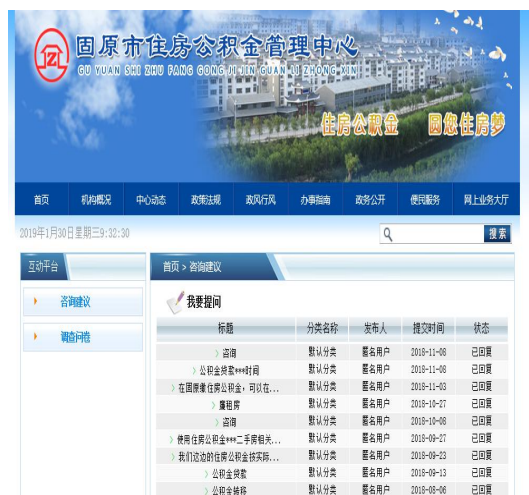 固原市住房公积金管理中心
GU YUAN SHI ZHU FANG GONG JI JIN GUAN LI ZHONG XIN
住房公积金 圆您住房梦
首页 机构概况 中心动态 政策法规 政风行风 办事指南 政务公开 便民服务 网上业务大厅
2019年1月30日星期三9:32:30 搜索
互动平台 首页 > 咨询建议
咨询建议
调查问卷
我要提问
标题 分类名称 发布人 提交时间 状态
> 咨询 默认分类 匿名用户 2018-11-08 已回复
> 公积金贷款***时间 默认分类 匿名用户 2018-11-08 已回复
> 在固原缴住房公积金，可以在... 默认分类 匿名用户 2018-11-03 已回复
> 廉租房 默认分类 匿名用户 2018-10-27 已回复
> 咨询 默认分类 匿名用户 2018-10-08 已回复
> 使用住房公积金***二手房相关... 默认分类 匿名用户 2018-09-27 已回复
> 我们这边的住房公积金按实际... 默认分类 匿名用户 2018-09-23 已回复
> 公积金贷款 默认分类 匿名用户 2018-09-13 已回复
> 公积金转移 默认分类 匿名用户 2018-08-06 已回复